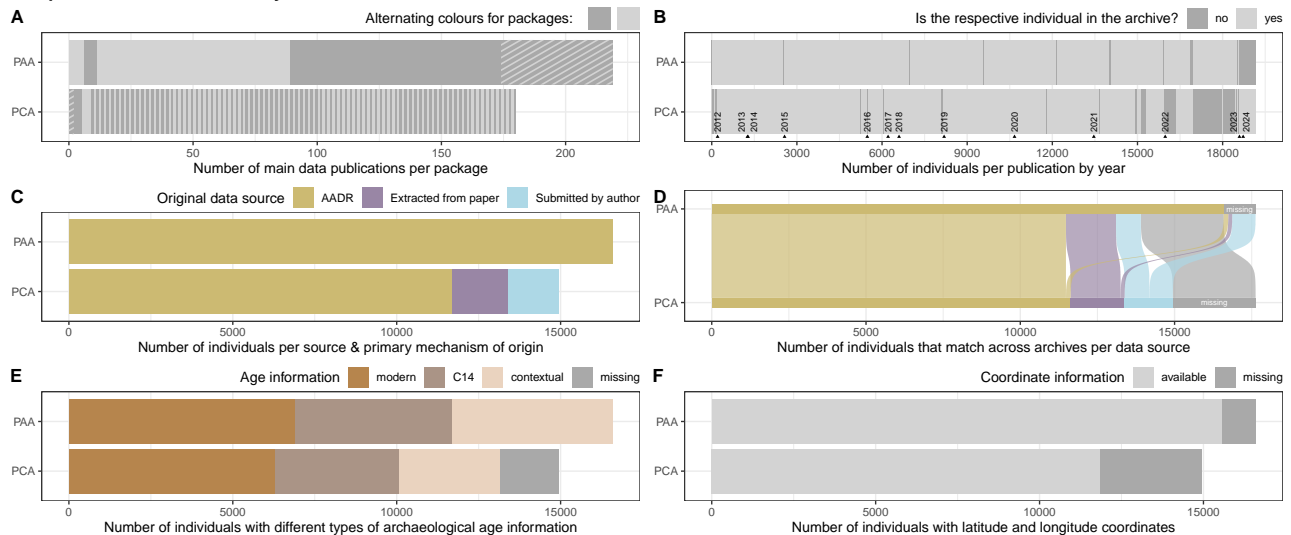 A
Alternating colours for packages:
PAA
PCA
0 50 100 150 200
Number of main data publications per package
B
Is the respective individual in the archive? no yes
PAA
PCA
2012 2013 2014 2015 2016 2017 2018 2019 2020 2021 2022 2023 2024
0 3000 6000 9000 12000 15000 18000
Number of individuals per publication by year
C
Original data source AADR Extracted from paper Submitted by author
PAA
PCA
0 5000 10000 15000
Number of individuals per source & primary mechanism of origin
D
PAA
missing
PCA
missing
0 5000 10000 15000
Number of individuals that match across archives per data source
E
Age information modern C14 contextual missing
PAA
PCA
0 5000 10000 15000
Number of individuals with different types of archaeological age information
F
Coordinate information available missing
PAA
PCA
0 5000 10000 15000
Number of individuals with latitude and longitude coordinates